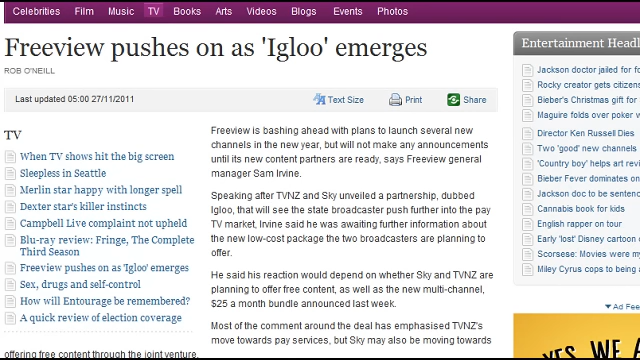 Celebrities Film Music TV Books Arts Videos Blogs Events Photos
Freeview pushes on as 'Igloo' emerges
ROB O'NEILL
Last updated 05:00 27/11/2011
Text Size Print Share
TV
When TV shows hit the big screen
Sleepless in Seattle
Merlin star happy with longer spell
Dexter star's killer instincts
Campbell Live complaint not upheld
Blu-ray review: Fringe, The Complete
Third Season
Freeview pushes on as 'Igloo' emerges
Sex, drugs and self-control
How will Entourage be remembered?
A quick review of election coverage
Freeview is bashing ahead with plans to launch several new
channels in the new year, but will not make any announcements
until its new content partners are ready, says Freeview general
manager Sam Irvine.
Speaking after TVNZ and Sky unveiled a partnership, dubbed
Igloo, that will see the state broadcaster push further into the pay
TV market, Irvine said he was awaiting further information about
the new low-cost package the two broadcasters are planning to
offer.
He said his reaction would depend on whether Sky and TVNZ are
planning to offer free content, as well as the new multi-channel,
$25 a month bundle announced last week.
Most of the comment around the deal has emphasised TVNZ's
move towards pay services, but Sky may also be moving towards
offering free content through the joint venture.
Entertainment Headl
Jackson doctor jailed for fo
Rocky creator gets citizens
Bieber's Christmas gift for
Maguire folds over poker w
Director Ken Russell Dies
Two 'good' new channels
'Country boy' helps art revi
Bieber Fever dominates on
Jackson doc to be sentenc
Cannabis book for kids
English rapper on tour
Early 'lost' Disney cartoon
Scorsese: Movies were my
Miley Cyrus cops to being a
Ad Fee
YES WE A